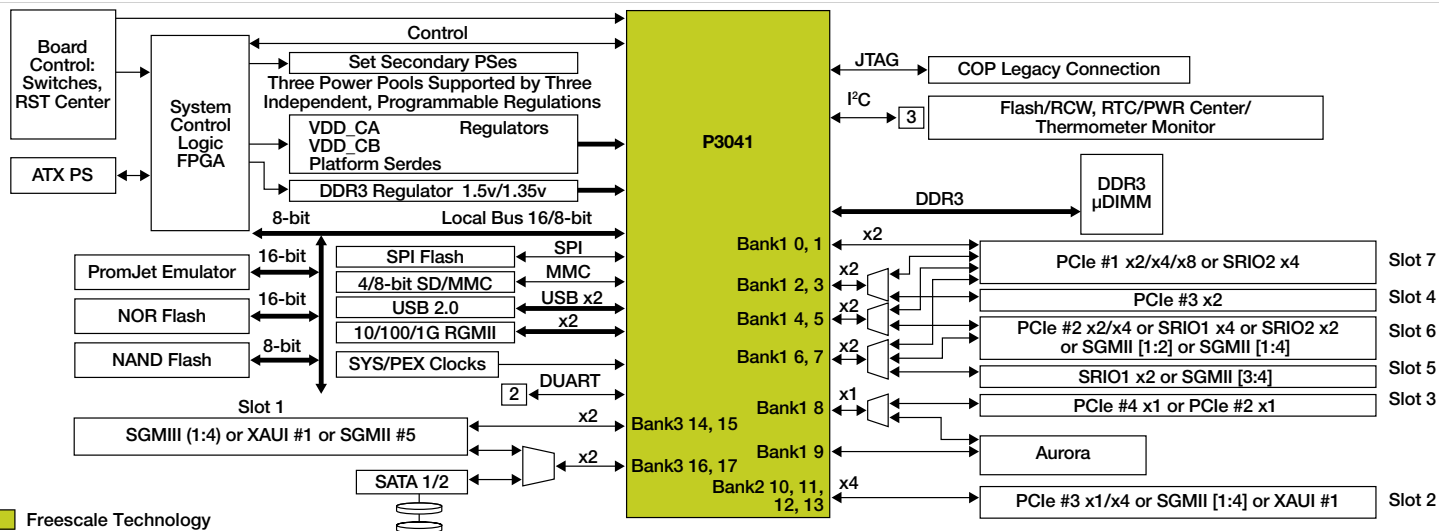 Board
Control:
Switches,
RST Center
ATX PS
System
Control
Logic
FPGA
Control
Set Secondary PSes
Three Power Pools Supported by Three
Independent, Programmable Regulations
VDD_CA Regulators
VDD_CB
Platform Serdes
DDR3 Regulator 1.5v/1.35v
8-bit
Local Bus 16/8-bit
PromJet Emulator
16-bit
NOR Flash
16-bit
NAND Flash
8-bit
SPI Flash
SPI
4/8-bit SD/MMC
MMC
USB 2.0
USB x2
10/100/1G RGMII
x2
SYS/PEX Clocks
2
DUART
Slot 1
SGMIII (1:4) or XAUI #1 or SGMII #5
x2
x2
SATA 1/2
P3041
Bank1 0, 1
Bank1 2, 3
Bank1 4, 5
Bank1 6, 7
Bank1 8
Bank3 14, 15
Bank1 9
Bank3 16, 17
Bank2 10, 11,
12, 13
JTAG
COP Legacy Connection
I²C
3
Flash/RCW, RTC/PWR Center/
Thermometer Monitor
DDR3
DDR3
µDIMM
x2
PCIe #1 x2/x4/x8 or SRIO2 x4
Slot 7
x2
PCIe #3 x2
Slot 4
x2
PCIe #2 x2/x4 or SRIO1 x4 or SRIO2 x2
or SGMII [1:2] or SGMII [1:4]
Slot 6
x2
SRIO1 x2 or SGMII [3:4]
Slot 5
x1
PCIe #4 x1 or PCIe #2 x1
Slot 3
Aurora
x4
PCIe #3 x1/x4 or SGMII [1:4] or XAUI #1
Slot 2
Freescale Technology